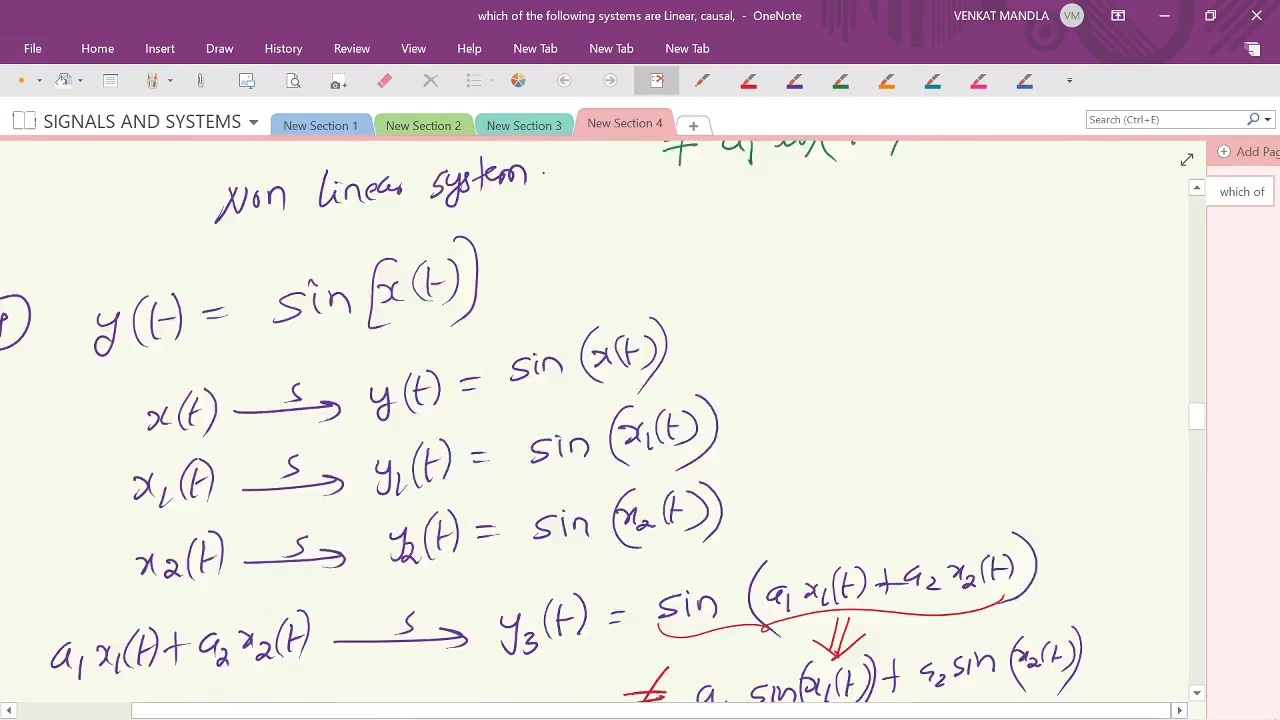 which of the following systems are Linear, causal, - OneNote
VENKAT MANDLA VM
File Home Insert Draw History Review View Help New Tab New Tab New Tab
SIGNALS AND SYSTEMS New Section 1 New Section 2 New Section 3 New Section 4 Search (Ctrl+E)
Add Pag
which of
Non linear system
y(t) = sin[x(t)]
x(t) —S→ y(t) = sin(x(t))
x₁(t) —S→ y₁(t) = sin(x₁(t))
x₂(t) —S→ y₂(t) = sin(x₂(t))
a₁x₁(t)+a₂x₂(t) —S→ y₃(t) = sin(a₁x₁(t)+a₂x₂(t))
⇓
≠ a₁ sin(x₁(t)) + a₂ sin(x₂(t))